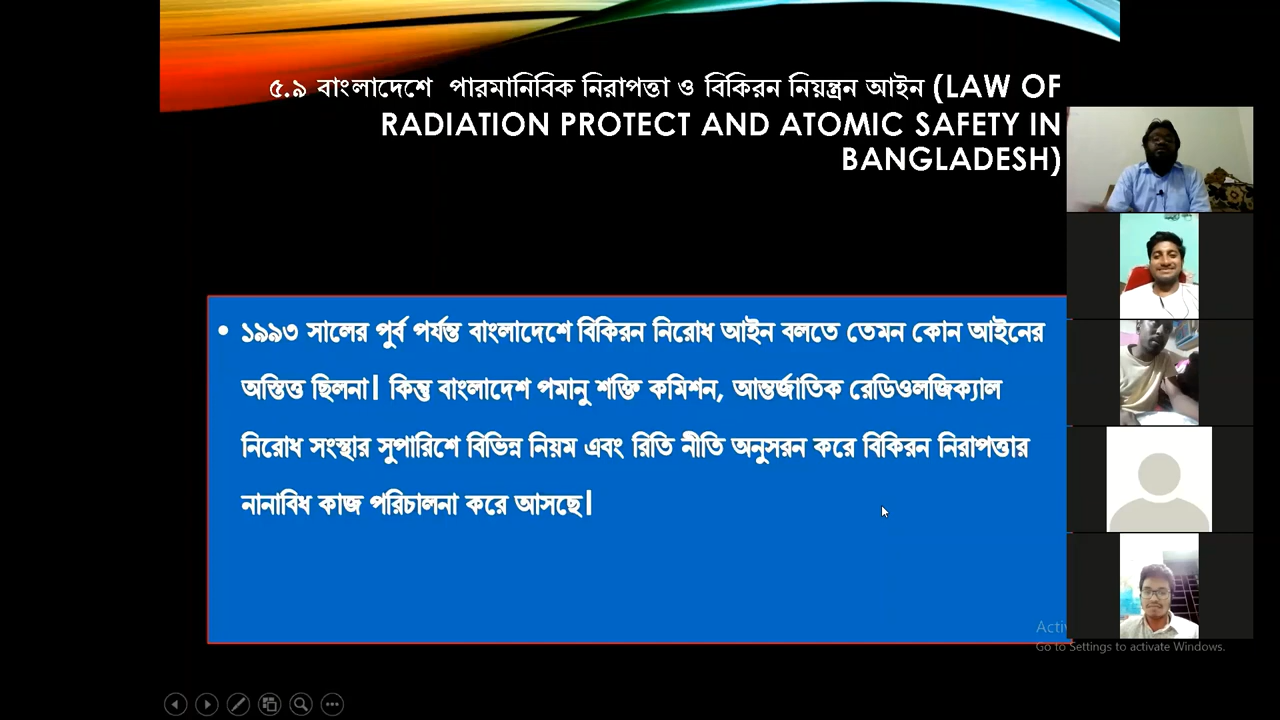 ৫.৯ বাংলাদেশে পারমানিবিক নিরাপত্তা ও বিকিরন নিয়ন্ত্রন আইন (LAW OF
RADIATION PROTECT AND ATOMIC SAFETY IN
BANGLADESH)
• ১৯৯৩ সালের পুর্ব পর্যন্ত বাংলাদেশে বিকিরন নিরোধ আইন বলতে তেমন কোন আইনের
অস্তিত্ত ছিলনা। কিন্তু বাংলাদেশ পমানু শক্তি কমিশন, আন্তর্জাতিক রেডিওলজিক্যাল
নিরোধ সংস্থার সুপারিশে বিভিন্ন নিয়ম এবং রিতি নীতি অনুসরন করে বিকিরন নিরাপত্তার
নানাবিধ কাজ পরিচালনা করে আসছে।
Go to Settings to activate Windows.